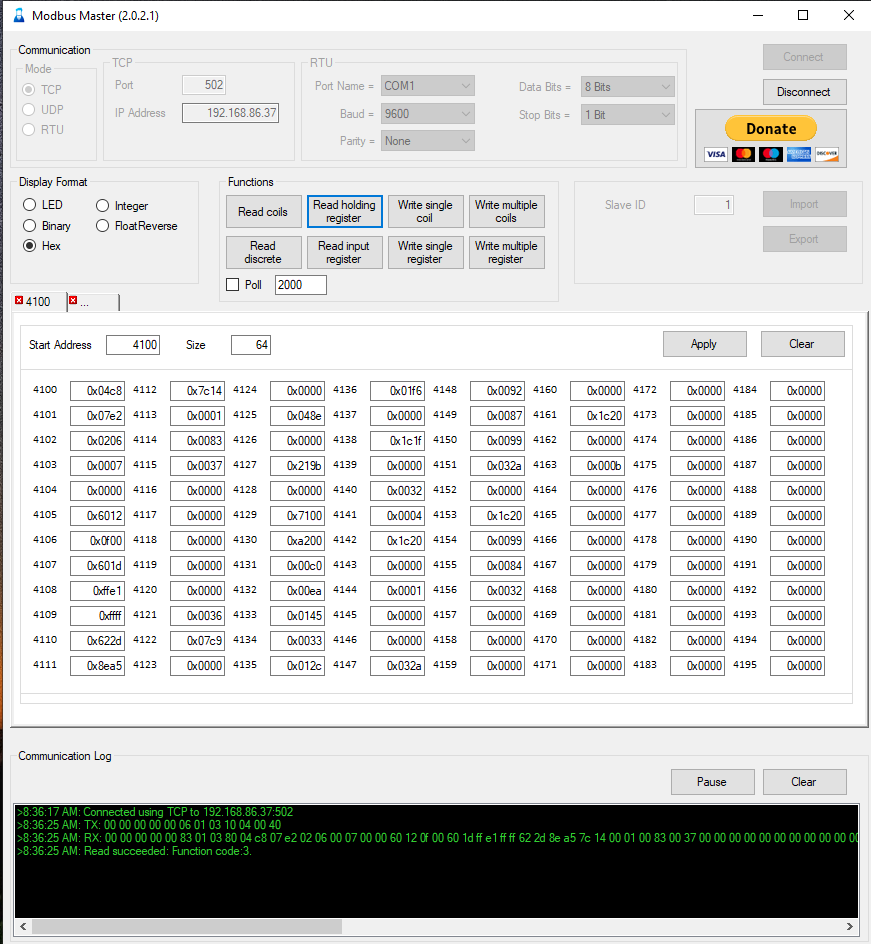 Modbus Master (2.0.2.1)
Communication
Mode
TCP
UDP
RTU
TCP
Port 502
IP Address 192.168.86.37
RTU
Port Name = COM1 Data Bits = 8 Bits
Baud = 9600 Stop Bits = 1 Bit
Parity = None
Connect
Disconnect
Donate
VISA DISCOVER
Display Format
LED Integer
Binary FloatReverse
Hex
Functions
Read coils Read holding register Write single coil Write multiple coils
Read discrete Read input register Write single register Write multiple register
Poll 2000
Slave ID 1
Import
Export
4100 ...
Start Address 4100 Size 64 Apply Clear
4100 0x04c8 4112 0x7c14 4124 0x0000 4136 0x01f6 4148 0x0092 4160 0x0000 4172 0x0000 4184 0x0000
4101 0x07e2 4113 0x0001 4125 0x048e 4137 0x0000 4149 0x0087 4161 0x1c20 4173 0x0000 4185 0x0000
4102 0x0206 4114 0x0083 4126 0x0000 4138 0x1c1f 4150 0x0099 4162 0x0000 4174 0x0000 4186 0x0000
4103 0x0007 4115 0x0037 4127 0x219b 4139 0x0000 4151 0x032a 4163 0x000b 4175 0x0000 4187 0x0000
4104 0x0000 4116 0x0000 4128 0x0000 4140 0x0032 4152 0x0000 4164 0x0000 4176 0x0000 4188 0x0000
4105 0x6012 4117 0x0000 4129 0x7100 4141 0x0004 4153 0x1c20 4165 0x0000 4177 0x0000 4189 0x0000
4106 0x0f00 4118 0x0000 4130 0xa200 4142 0x1c20 4154 0x0099 4166 0x0000 4178 0x0000 4190 0x0000
4107 0x601d 4119 0x0000 4131 0x00c0 4143 0x0000 4155 0x0084 4167 0x0000 4179 0x0000 4191 0x0000
4108 0xffe1 4120 0x0000 4132 0x00ea 4144 0x0001 4156 0x0032 4168 0x0000 4180 0x0000 4192 0x0000
4109 0xffff 4121 0x0036 4133 0x0145 4145 0x0000 4157 0x0000 4169 0x0000 4181 0x0000 4193 0x0000
4110 0x622d 4122 0x07c9 4134 0x0033 4146 0x0000 4158 0x0000 4170 0x0000 4182 0x0000 4194 0x0000
4111 0x8ea5 4123 0x0000 4135 0x012c 4147 0x032a 4159 0x0000 4171 0x0000 4183 0x0000 4195 0x0000
Communication Log
Pause Clear
>8:36:17 AM: Connected using TCP to 192.168.86.37:502
>8:36:25 AM: TX: 00 00 00 00 00 06 01 03 10 04 00 40
>8:36:25 AM: RX: 00 00 00 00 00 83 01 03 80 04 c8 07 e2 02 06 00 07 00 00 60 12 0f 00 60 1d ff e1 ff ff 62 2d 8e a5 7c 14 00 01 00 83 00 37 00 00 00 00 00 00 00 00 00 00 00
>8:36:25 AM: Read succeeded: Function code:3.